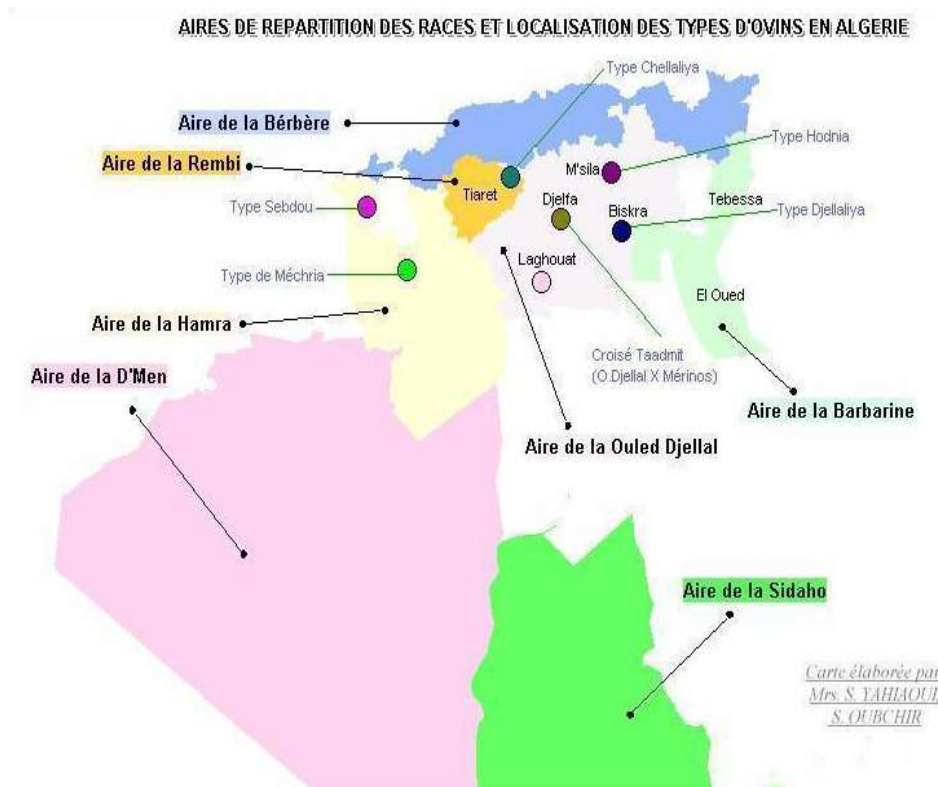 AIRES DE REPARTITION DES RACES ET LOCALISATION DES TYPES D'OVINS EN ALGERIE
Type Chellaliya
Aire de la Bérbère
Type Hodnia
Aire de la Rembi
M'sila
Tiaret
Djelfa
Tebessa
Type Sebdou
Biskra
Type Djellaliya
Laghouat
Type de Méchria
El Oued
Aire de la Hamra
Croisé Taadmit
(O.Djellal X Mérinos)
Aire de la D'Men
Aire de la Barbarine
Aire de la Ouled Djellal
Aire de la Sidaho
Carte élaborée par
Mrs. S. YAHIAOUI,
S. OUBCHIR